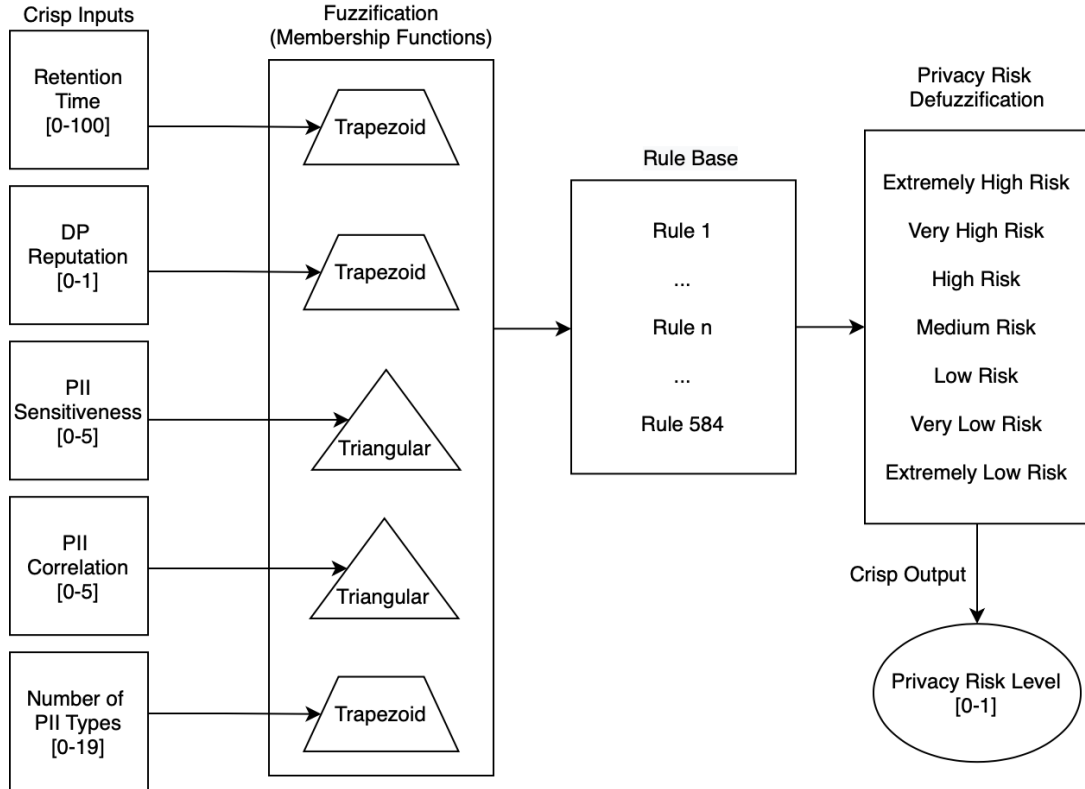 Crisp Inputs
Retention
Time
[0-100]
DP
Reputation
[0-1]
PII
Sensitiveness
[0-5]
PII
Correlation
[0-5]
Number of
PII Types
[0-19]
Fuzzification
(Membership Functions)
Trapezoid
Trapezoid
Triangular
Triangular
Trapezoid
Rule Base
Rule 1
...
Rule n
...
Rule 584
Privacy Risk
Defuzzification
Extremely High Risk
Very High Risk
High Risk
Medium Risk
Low Risk
Very Low Risk
Extremely Low Risk
Crisp Output
Privacy Risk Level
[0-1]